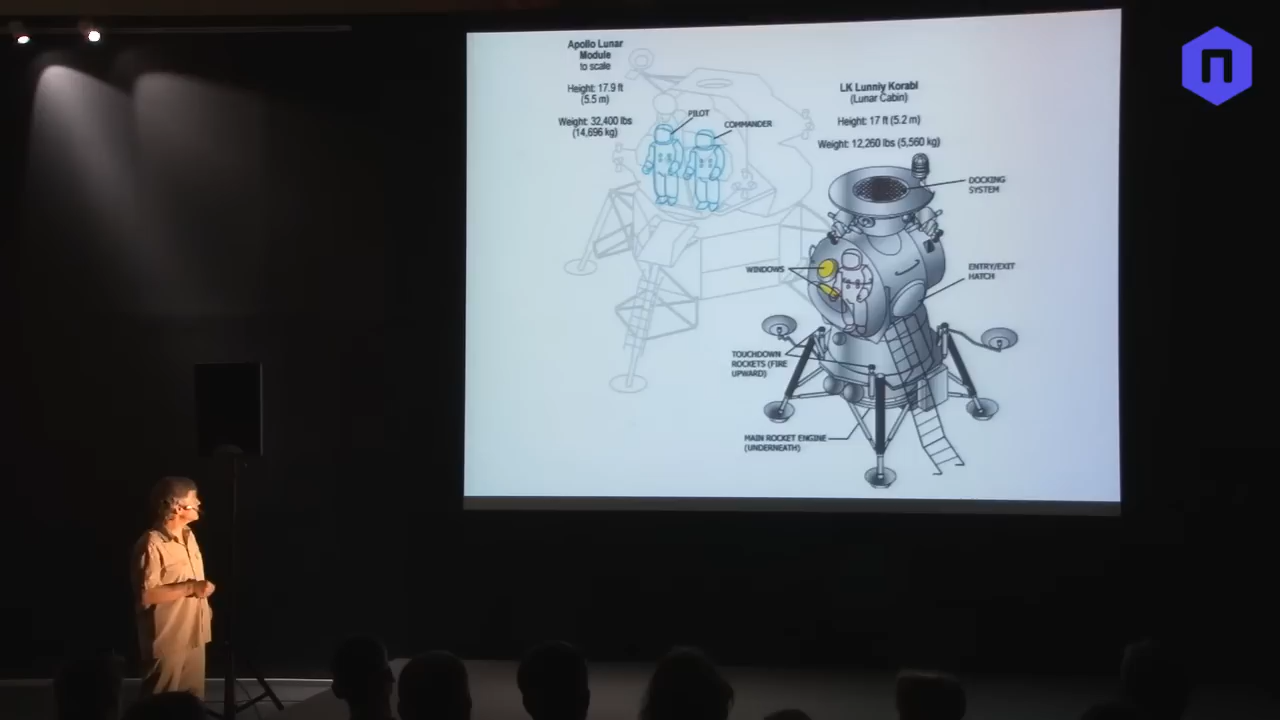 Apollo Lunar
Module
to scale
Height: 17.9 ft
(5.5 m)
Weight: 32,400 lbs
(14,696 kg)
PILOT
COMMANDER
LK Lunniy Korabl
(Lunar Cabin)
Height: 17 ft (5.2 m)
Weight: 12,260 lbs (5,560 kg)
DOCKING
SYSTEM
WINDOWS
ENTRY/EXIT
HATCH
TOUCHDOWN
ROCKETS (FIRE
UPWARD)
MAIN ROCKET ENGINE
(UNDERNEATH)